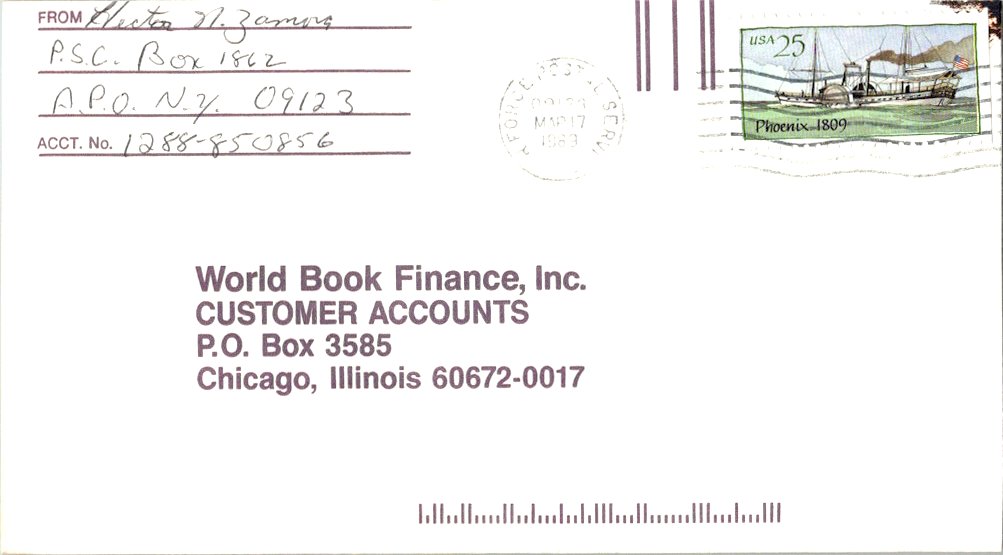 FROM Hector N. Zamora
P.S.C. Box 1862
A.P.O. N.Y. 09123
ACCT. No. 1288-850856
USA 25
Phoenix 1809
World Book Finance, Inc.
CUSTOMER ACCOUNTS
P.O. Box 3585
Chicago, Illinois 60672-0017